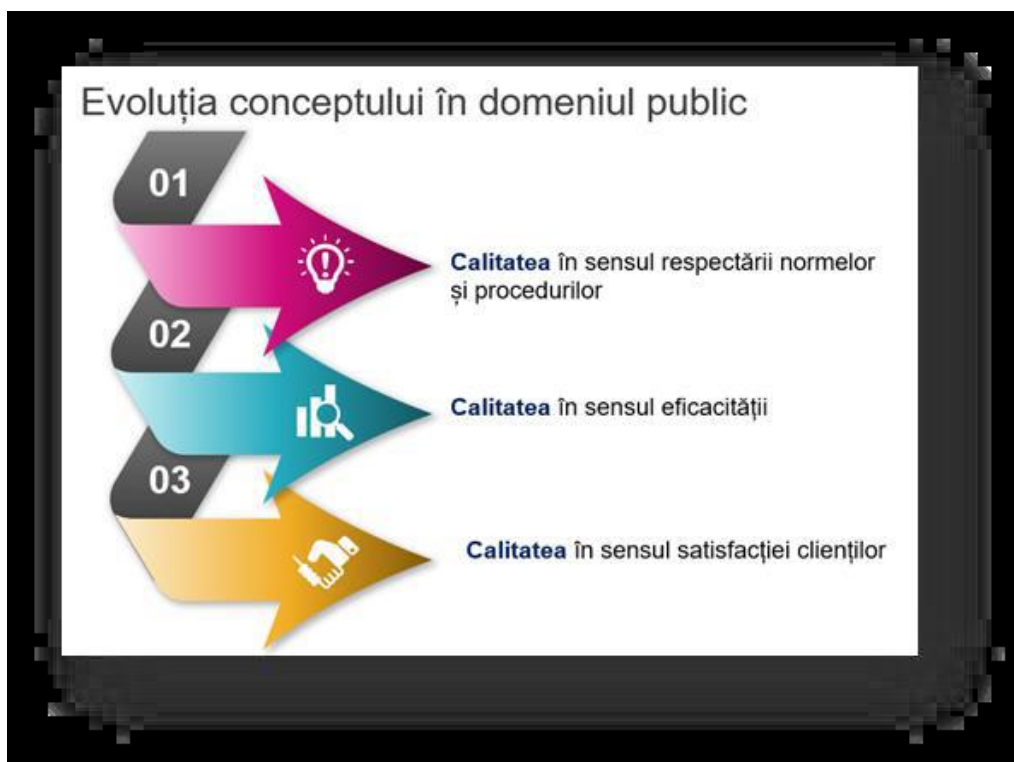 Evoluția conceptului în domeniul public
01
Calitatea în sensul respectării normelor
și procedurilor
02
Calitatea în sensul eficacității
03
Calitatea în sensul satisfacției clienților